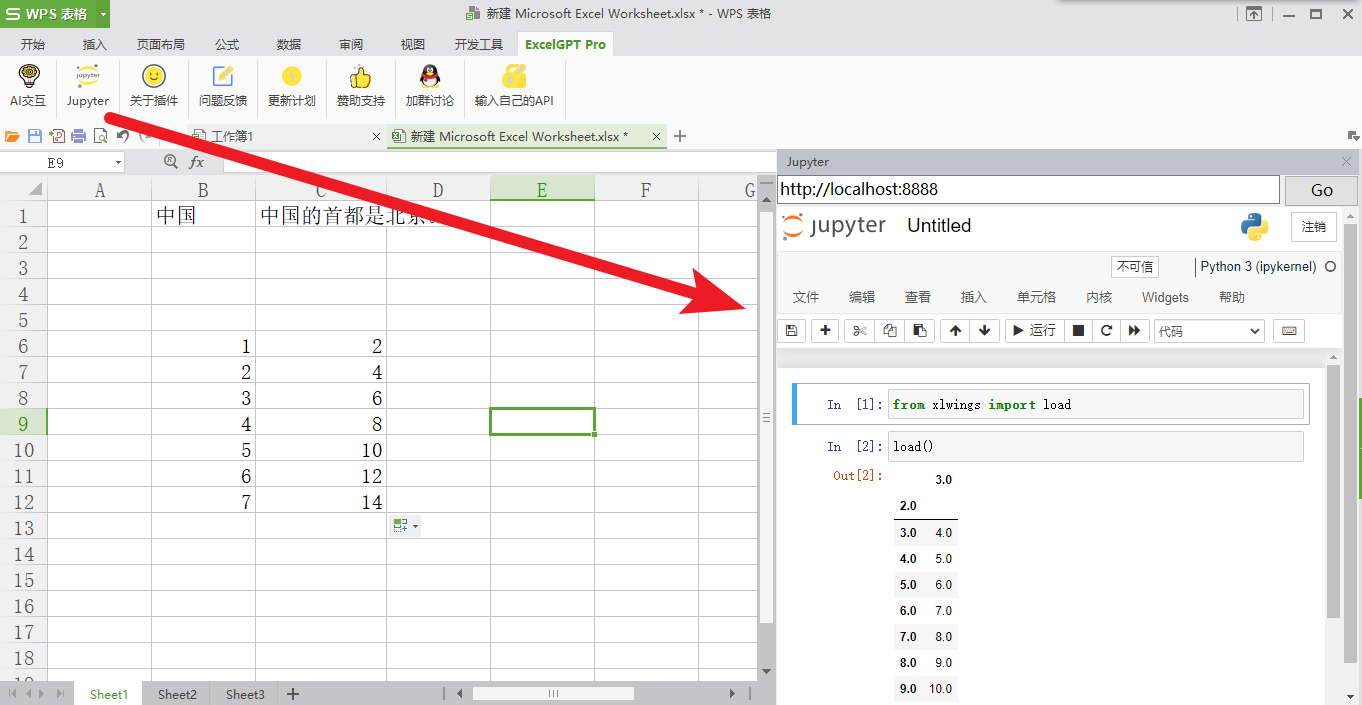 S WPS 表格
新建 Microsoft Excel Worksheet.xlsx * - WPS 表格
开始 插入 页面布局 公式 数据 审阅 视图 开发工具 ExcelGPT Pro
jupyter
AI交互 Jupyter 关于插件 问题反馈 更新计划 赞助支持 加群讨论 输入自己的API
工作簿1 新建 Microsoft Excel Worksheet.xlsx *
E9 fx
A B C D E F G
1 中国 中国的首都是北京。
2
3
4
5
6 1 2
7 2 4
8 3 6
9 4 8
10 5 10
11 6 12
12 7 14
13
14
15
16
17
18
19
Sheet1 Sheet2 Sheet3
Jupyter
http://localhost:8888 Go
jupyter Untitled 注销
不可信 Python 3 (ipykernel)
文件 编辑 查看 插入 单元格 内核 Widgets 帮助
运行 代码
In [1]: from xlwings import load
In [2]: load()
Out[2]:
3.0
2.0
3.0 4.0
4.0 5.0
5.0 6.0
6.0 7.0
7.0 8.0
8.0 9.0
9.0 10.0